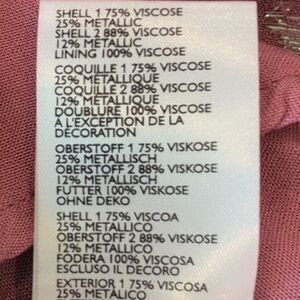 SHELL 1 75% VISCOSE
25% METALLIC
SHELL 2 88% VISCOSE
12% METALLIC
LINING 100% VISCOSE
COQUILLE 1 75% VISCOSE
25% METALLIQUE
COQUILLE 2 88% VISCOSE
12% METALLIQUE
DOUBLURE 100% VISCOSE
A L'EXCEPTION DE LA
DÉCORATION
OBERSTOFF 1 75% VISKOSE
25% METALLISCH
OBERSTOFF 2 88% VISKOSE
12% METALLISCH
FUTTER 100% VISKOSE
OHNE DEKO
SHELL 1 75% VISCOA
25% METALLICO
OBERSTOFF 2 88% VISKOSE
12% METALLICO
FODERA 100% VISCOSA
ESCLUSO IL DECORO
EXTERIOR 1 75% VISCOSA
25% METALICO